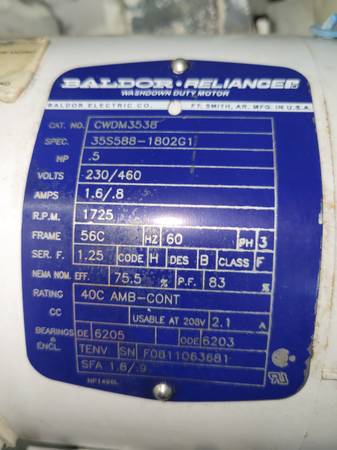 BALDOR • RELIANCE
WASHDOWN DUTY MOTOR
BALDOR ELECTRIC CO. FT. SMITH, AR. MFG. IN U.S.A.
CAT. NO. CWDM3538
SPEC. 35S588-1802G1
HP .5
VOLTS 230/460
AMPS 1.6/.8
R.P.M. 1725
FRAME 56C HZ 60 PH 3
SER. F. 1.25 CODE H DES B CLASS F
NEMA NOM. EFF. 75.5 % P.F. 83 %
RATING 40C AMB-CONT
CC USABLE AT 208V 2.1 A
BEARINGS DE 6205 ODE 6203
&
ENCL. TENV SN F0811063681
SFA 1.8/.9